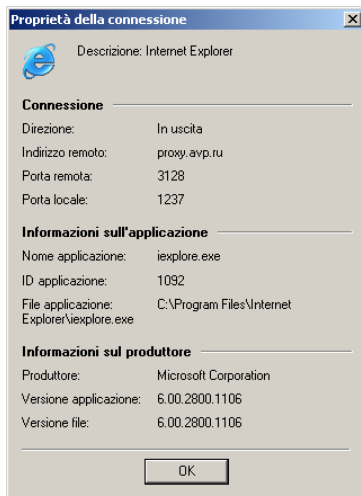 Proprietà della connessione
Descrizione: Internet Explorer
Connessione
Direzione: In uscita
Indirizzo remoto: proxy.avp.ru
Porta remota: 3128
Porta locale: 1237
Informazioni sull'applicazione
Nome applicazione: iexplore.exe
ID applicazione: 1092
File applicazione: C:\Program Files\Internet
Explorer\iexplore.exe
Informazioni sul produttore
Produttore: Microsoft Corporation
Versione applicazione: 6.00.2800.1106
Versione file: 6.00.2800.1106
OK